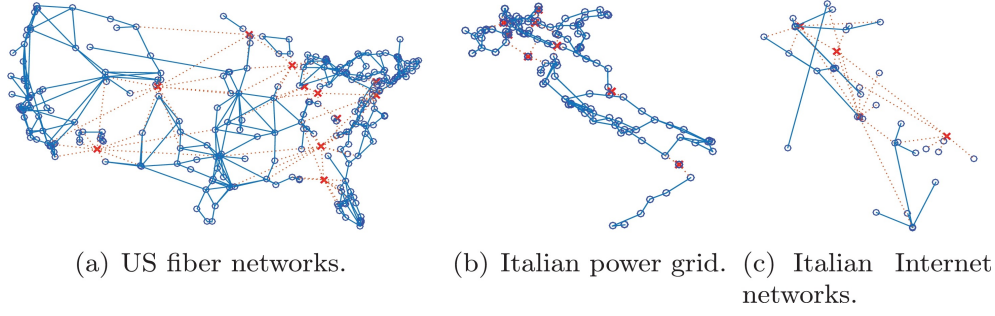 (a) US fiber networks.
(b) Italian power grid.
(c) Italian Internet
networks.